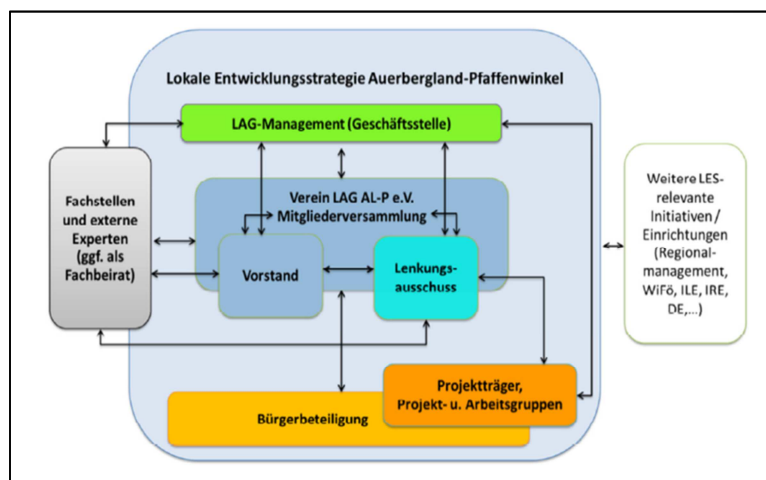 Lokale Entwicklungsstrategie Auerbergland-Pfaffenwinkel
LAG-Management (Geschäftsstelle)
Fachstellen
und externe
Experten
(ggf. als
Fachbeirat)
Verein LAG AL-P e.V.
Mitgliederversammlung
Vorstand
Lenkungs-
ausschuss
Weitere LES-
relevante
Initiativen /
Einrichtungen
(Regional-
management,
WiFö, ILE, IRE,
DE,...)
Projektträger,
Projekt- u. Arbeitsgruppen
Bürgerbeteiligung